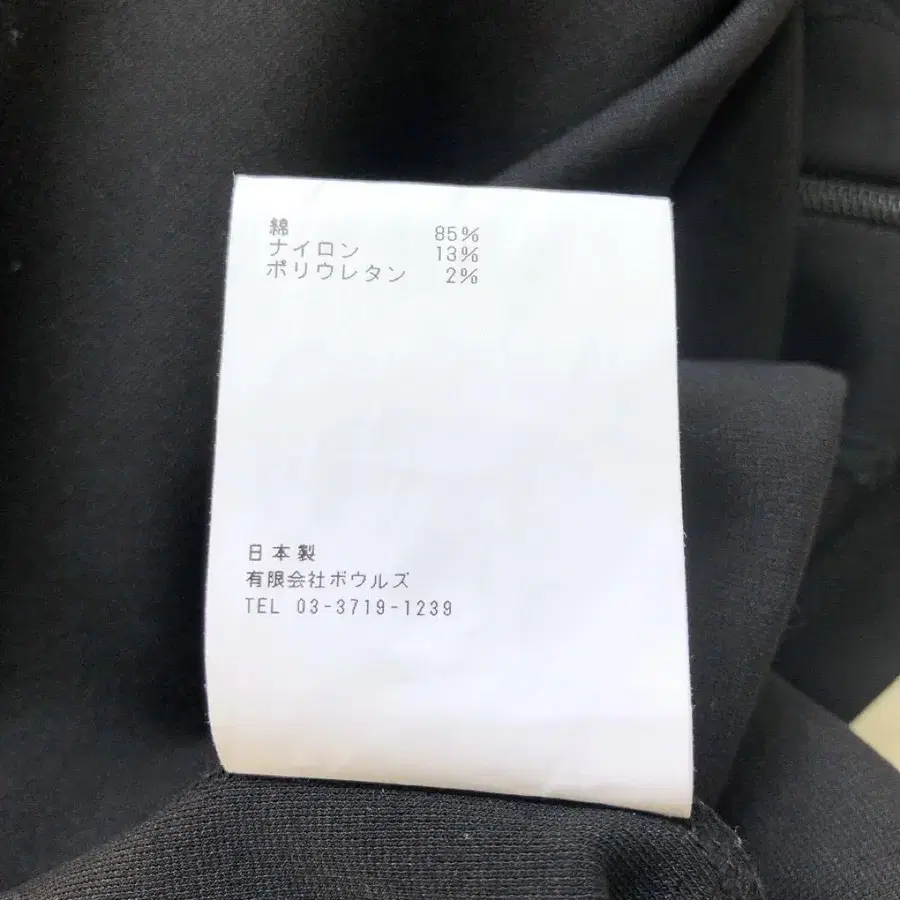 綿 85%
ナイロン 13%
ポリウレタン 2%
日本製
有限会社ボウルズ
TEL 03-3719-1239